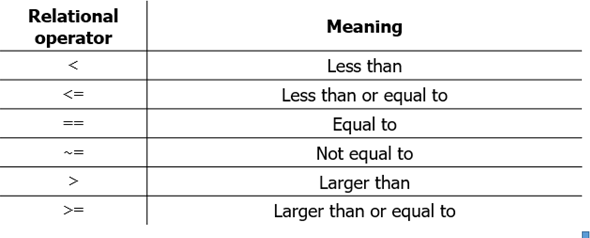 Relational operator Meaning
< Less than
<= Less than or equal to
== Equal to
~= Not equal to
> Larger than
>= Larger than or equal to